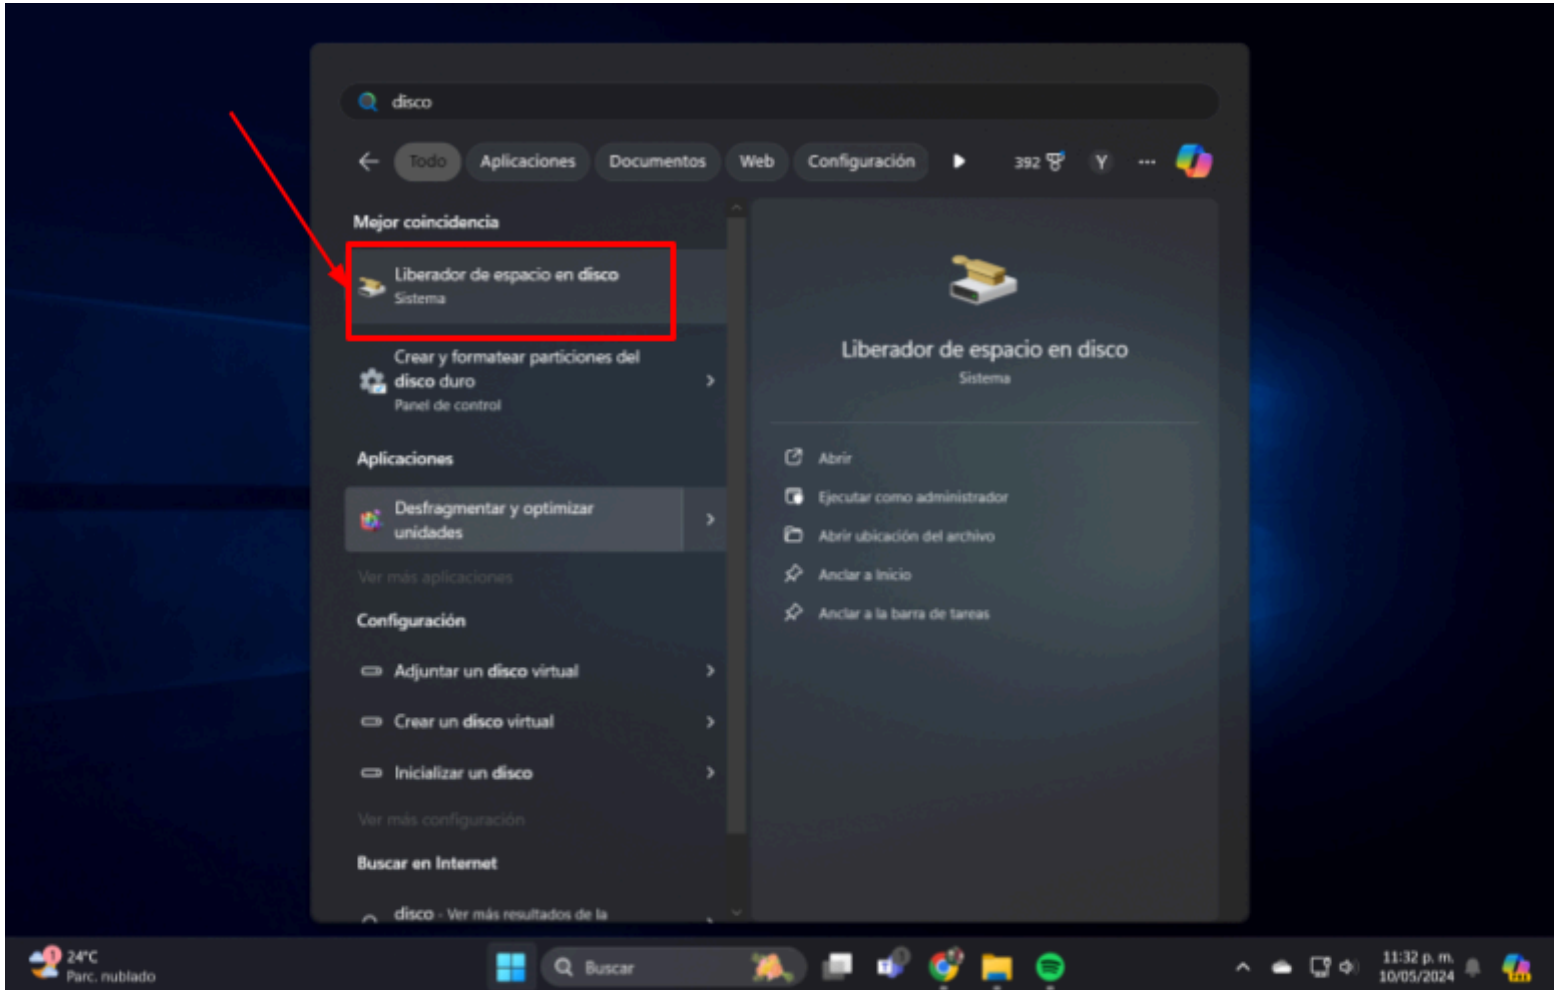 disco
Todo
Aplicaciones
Documentos
Web
Configuración
392
Y
Mejor coincidencia
Liberador de espacio en disco
Sistema
Crear y formatear particiones del
disco duro
Panel de control
Aplicaciones
Desfragmentar y optimizar
unidades
Ver más aplicaciones
Configuración
Adjuntar un disco virtual
Crear un disco virtual
Inicializar un disco
Ver más configuración
Buscar en Internet
disco - Ver más resultados de la
Liberador de espacio en disco
Sistema
Abrir
Ejecutar como administrador
Abrir ubicación del archivo
Anclar a Inicio
Anclar a la barra de tareas
1
24°C
Parc. nublado
Buscar
11:32 p. m.
10/05/2024